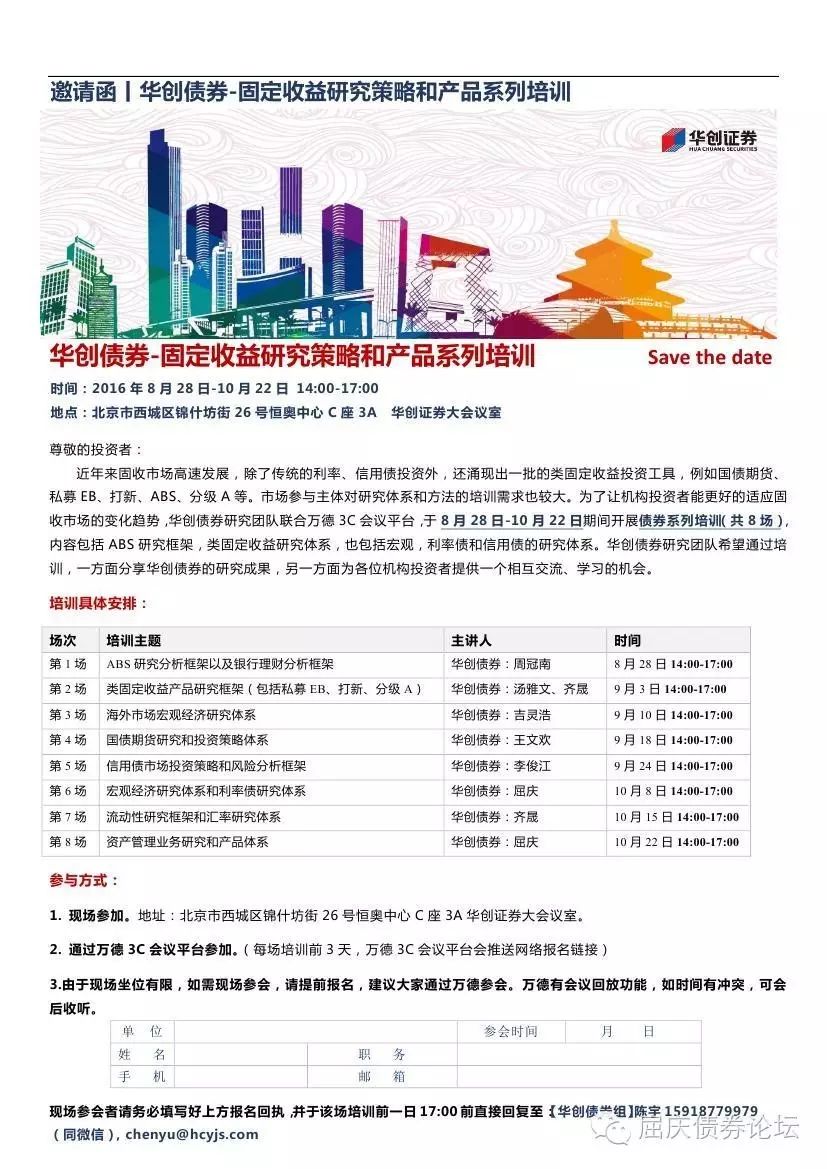 邀请函丨华创债券-固定收益研究策略和产品系列培训
华创证券
HUA CHUANG SECURITIES
华创债券-固定收益研究策略和产品系列培训 Save the date
时间：2016 年 8 月 28 日-10 月 22 日 14:00-17:00
地点：北京市西城区锦什坊街 26 号恒奥中心 C 座 3A 华创证券大会议室
尊敬的投资者：
近年来固收市场高速发展，除了传统的利率、信用债投资外，还涌现出一批的类固定收益投资工具，例如国债期货、
私募 EB、打新、ABS、分级 A 等。市场参与主体对研究体系和方法的培训需求也较大。为了让机构投资者能更好的适应固
收市场的变化趋势，华创债券研究团队联合万德 3C 会议平台，于 8 月 28 日-10 月 22 日期间开展债券系列培训（共 8 场），
内容包括 ABS 研究框架，类固定收益研究体系，也包括宏观，利率债和信用债的研究体系。华创债券研究团队希望通过培
训，一方面分享华创债券的研究成果，另一方面为各位机构投资者提供一个相互交流、学习的机会。
培训具体安排：
场次 培训主题 主讲人 时间
第 1 场 ABS 研究分析框架以及银行理财分析框架 华创债券：周冠南 8 月 28 日 14:00-17:00
第 2 场 类固定收益产品研究框架（包括私募 EB、打新、分级 A） 华创债券：汤雅文、齐晟 9 月 3 日 14:00-17:00
第 3 场 海外市场宏观经济研究体系 华创债券：吉灵浩 9 月 10 日 14:00-17:00
第 4 场 国债期货研究和投资策略体系 华创债券：王文欢 9 月 18 日 14:00-17:00
第 5 场 信用债市场投资策略和风险分析框架 华创债券：李俊江 9 月 24 日 14:00-17:00
第 6 场 宏观经济研究体系和利率债研究体系 华创债券：屈庆 10 月 8 日 14:00-17:00
第 7 场 流动性研究框架和汇率研究体系 华创债券：齐晟 10 月 15 日 14:00-17:00
第 8 场 资产管理业务研究和产品体系 华创债券：屈庆 10 月 22 日 14:00-17:00
参与方式：
1. 现场参加。地址：北京市西城区锦什坊街 26 号恒奥中心 C 座 3A 华创证券大会议室。
2. 通过万德 3C 会议平台参加。（每场培训前 3 天，万德 3C 会议平台会推送网络报名链接）
3.由于现场坐位有限，如需现场参会，请提前报名，建议大家通过万德参会。万德有会议回放功能，如时间有冲突，可会
后收听。
单 位 参会时间 月 日
姓 名 职 务
手 机 邮 箱
现场参会者请务必填写好上方报名回执，并于该场培训前一日 17:00 前直接回复至【华创债券组】陈宇 15918779979
（同微信），chenyu@hcyjs.com
屈庆债券论坛